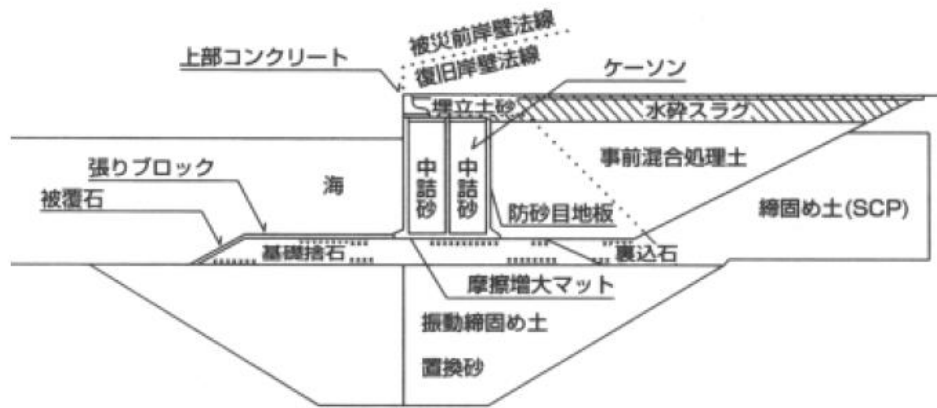 被災前岸壁法線
上部コンクリート
復旧岸壁法線
ケーソン
埋立土砂
水砕スラグ
事前混合処理土
張りブロック
海
中詰砂
中詰砂
被覆石
防砂目地板
締固め土(SCP)
基礎捨石
裏込石
摩擦増大マット
振動締固め土
置換砂